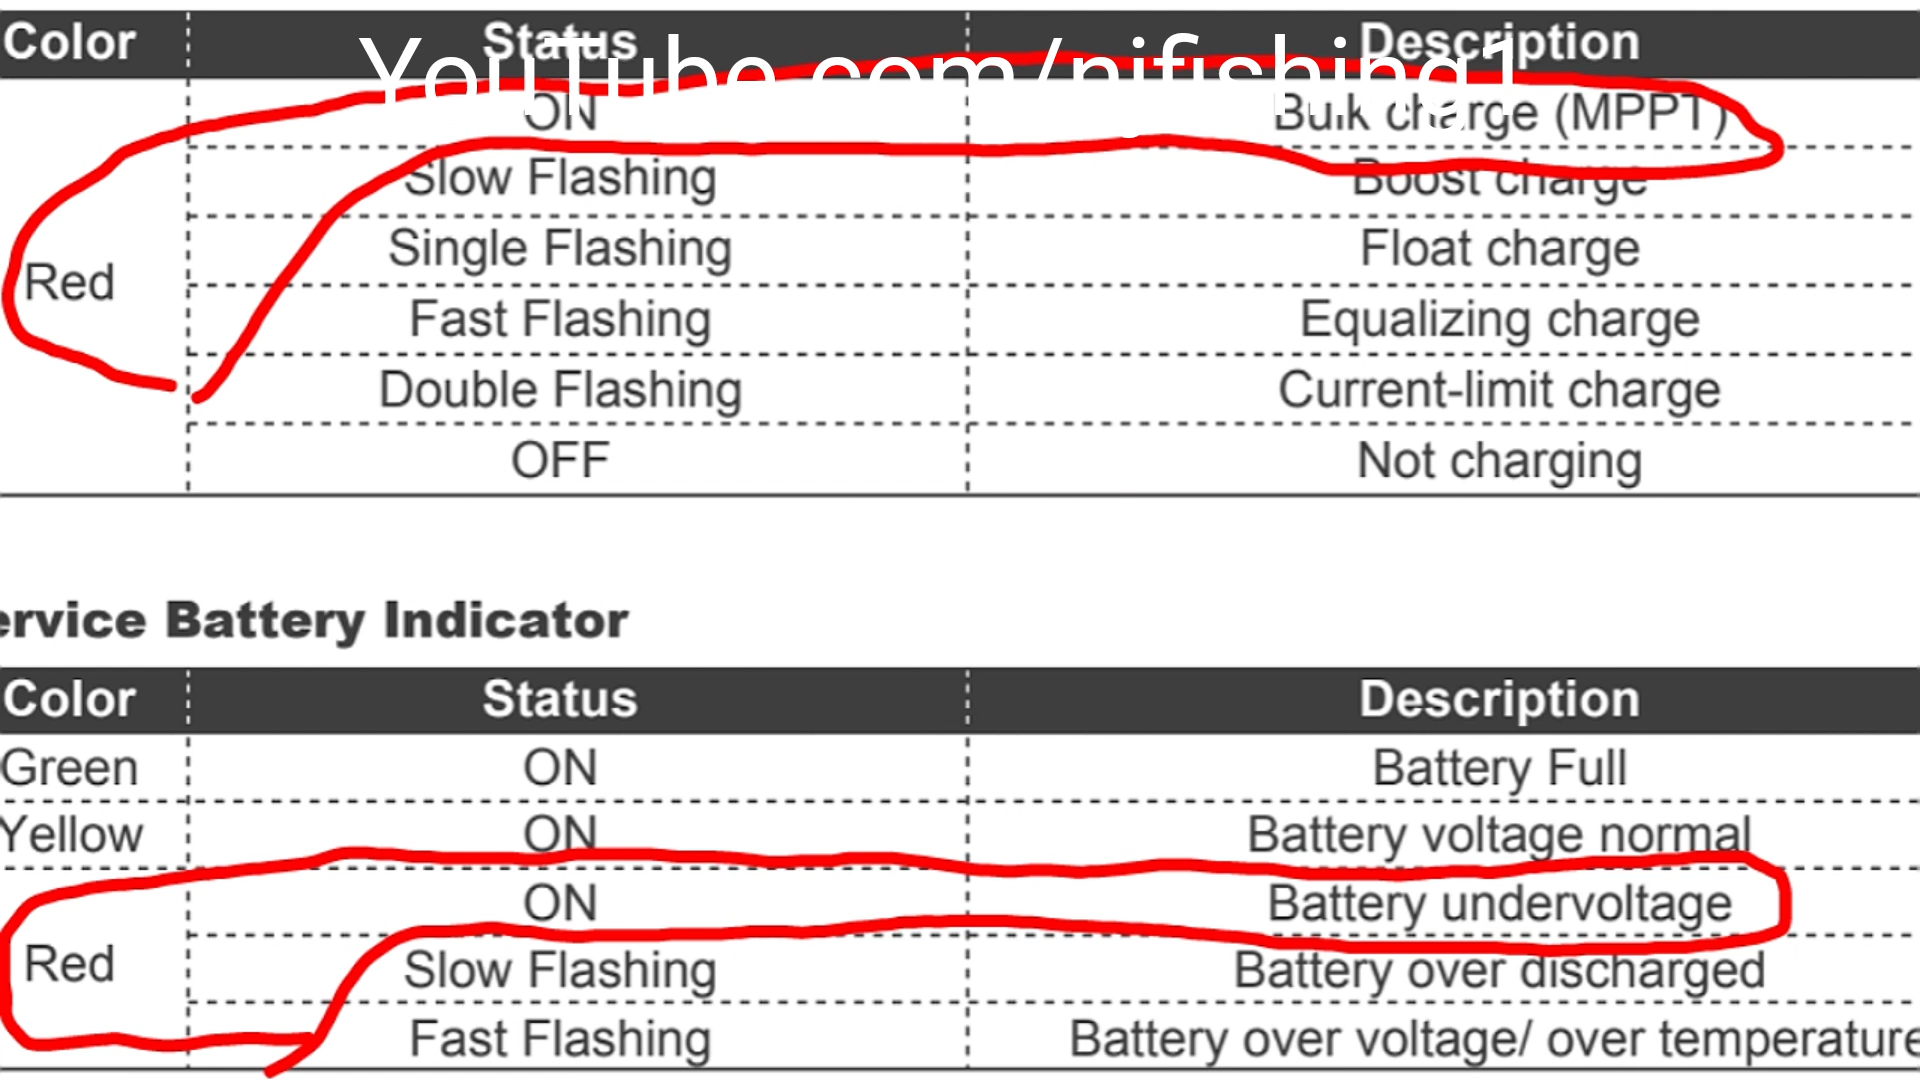 Color Status Description
YouTube.com/nifishing1
ON Bulk charge (MPPT)
Slow Flashing Boost charge
Single Flashing Float charge
Red
Fast Flashing Equalizing charge
Double Flashing Current-limit charge
OFF Not charging
ervice Battery Indicator
Color Status Description
Green ON Battery Full
Yellow ON Battery voltage normal
ON Battery undervoltage
Red
Slow Flashing Battery over discharged
Fast Flashing Battery over voltage/ over temperature